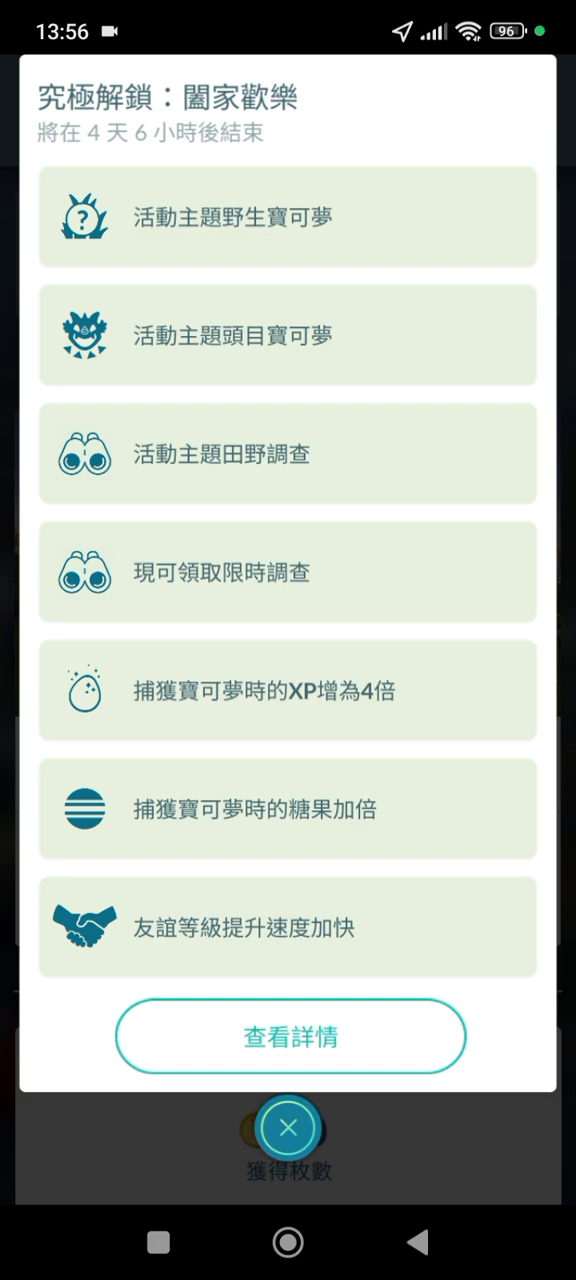 13:56
96
究極解鎖：闔家歡樂
將在 4 天 6 小時後結束
活動主題野生寶可夢
活動主題頭目寶可夢
活動主題田野調查
現可領取限時調查
捕獲寶可夢時的XP增為4倍
捕獲寶可夢時的糖果加倍
友誼等級提升速度加快
查看詳情
獲得枚數